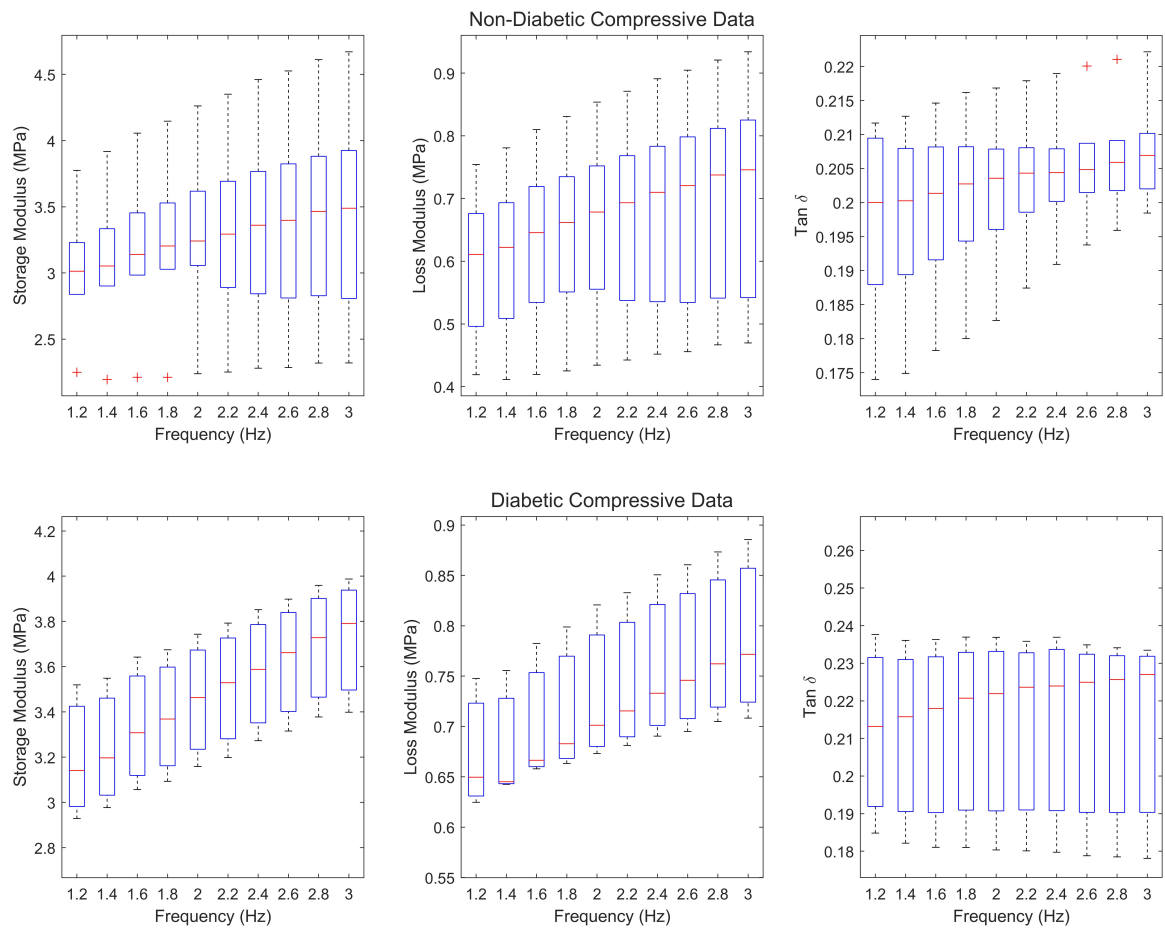 Non-Diabetic Compressive Data
4.5
4
3.5
3
2.5
Storage Modulus (MPa)
1.2 1.4 1.6 1.8 2 2.2 2.4 2.6 2.8 3
Frequency (Hz)
0.9
0.8
0.7
0.6
0.5
0.4
Loss Modulus (MPa)
1.2 1.4 1.6 1.8 2 2.2 2.4 2.6 2.8 3
Frequency (Hz)
0.22
0.215
0.21
0.205
0.2
0.195
0.19
0.185
0.18
0.175
Tan δ
1.2 1.4 1.6 1.8 2 2.2 2.4 2.6 2.8 3
Frequency (Hz)
Diabetic Compressive Data
4.2
4
3.8
3.6
3.4
3.2
3
2.8
Storage Modulus (MPa)
1.2 1.4 1.6 1.8 2 2.2 2.4 2.6 2.8 3
Frequency (Hz)
0.9
0.85
0.8
0.75
0.7
0.65
0.6
0.55
Loss Modulus (MPa)
1.2 1.4 1.6 1.8 2 2.2 2.4 2.6 2.8 3
Frequency (Hz)
0.26
0.25
0.24
0.23
0.22
0.21
0.2
0.19
0.18
Tan δ
1.2 1.4 1.6 1.8 2 2.2 2.4 2.6 2.8 3
Frequency (Hz)